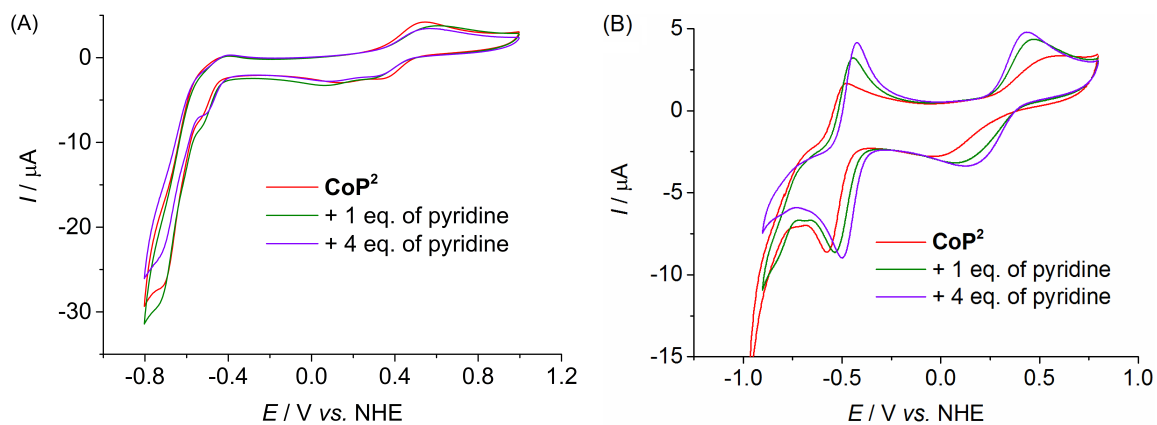 (A)
0
-10
-20
-30
I / μA
-0.8 -0.4 0.0 0.4 0.8 1.2
E / V vs. NHE
CoP²
+ 1 eq. of pyridine
+ 4 eq. of pyridine
(B)
5
0
-5
-10
-15
I / μA
-1.0 -0.5 0.0 0.5 1.0
E / V vs. NHE
CoP²
+ 1 eq. of pyridine
+ 4 eq. of pyridine